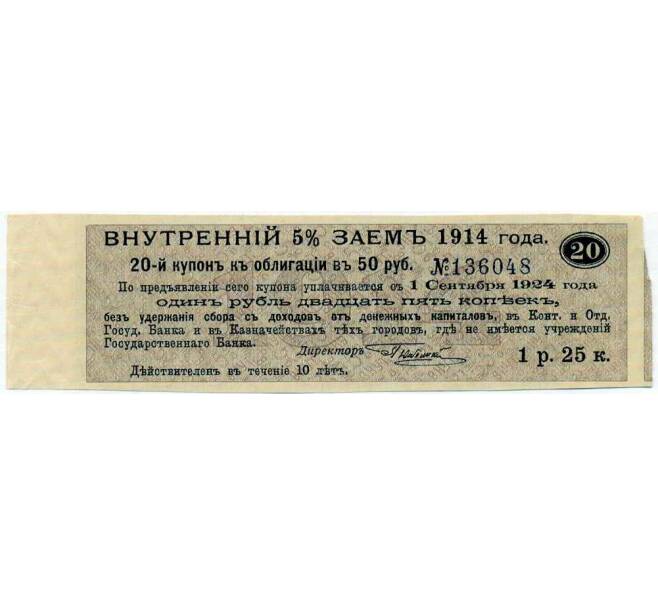 ВНУТРЕННІЙ 5% ЗАЕМЪ 1914 года.
20
20-й купонъ къ облигаціи въ 50 руб. №136048
По предъявленіи сего купона уплачивается съ 1 Сентября 1924 года
одинъ рубль двадцать пять копѣекъ,
безъ удержанія сбора съ доходовъ отъ денежныхъ капиталовъ, въ Конт. и Отд.
Госуд. Банка и въ Казначействахъ тѣхъ городовъ, гдѣ не имѣется учрежденій
Государственнаго Банка.
Директоръ
1 р. 25 к.
Дѣйствителенъ въ теченіе 10 лѣтъ.